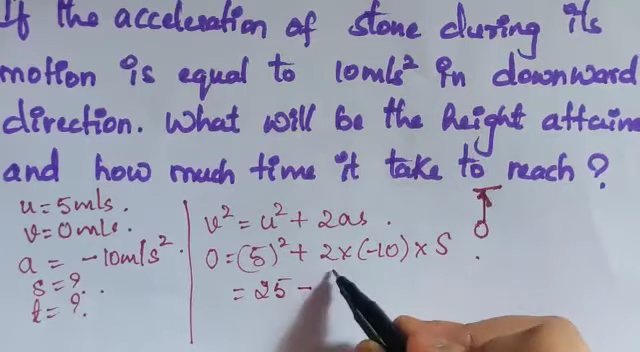 If the acceleration of stone during its
motion is equal to 10m/s² in downward
direction. What will be the height attain
and how much time it take to reach?
u = 5m/s.
v = 0m/s.
a = -10m/s².
s = ?.
t = ?.
v² = u² + 2as.
0 = (5)² + 2×(-10)×S
= 25 -